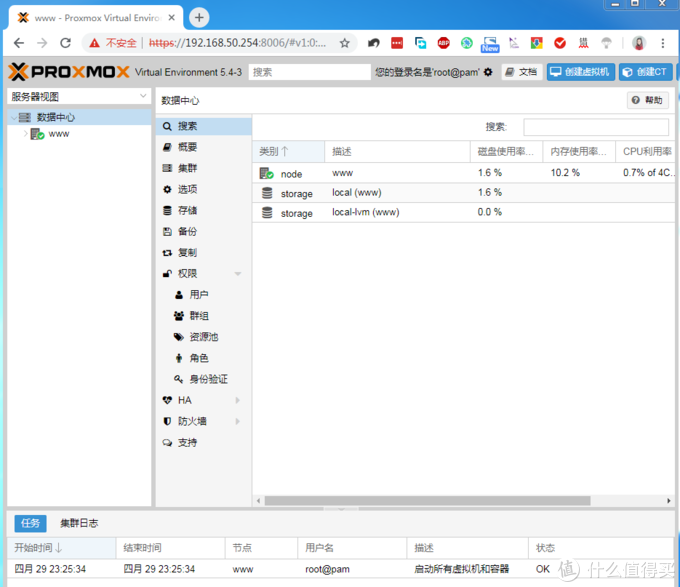 www - Proxmox Virtual Enviro
不安全 https://192.168.50.254:8006/#v1:0:...
ABP
New
PROXMOX Virtual Environment 5.4-3 搜索 您的登录名是'root@pam' 文档 创建虚拟机 创建CT
服务器视图
数据中心
www
数据中心 帮助
搜索
概要
集群
选项
存储
备份
复制
权限
用户
群组
资源池
角色
身份验证
HA
防火墙
支持
搜索:
类别↑ 描述 磁盘使用率... 内存使用率... CPU利用率
node www 1.6 % 10.2 % 0.7% of 4C...
storage local (www) 1.6 %
storage local-lvm (www) 0.0 %
任务 集群日志
开始时间↓ 结束时间 节点 用户名 描述 状态
四月 29 23:25:34 四月 29 23:25:34 www root@pam 启动所有虚拟机和容器 OK
值 什么值得买